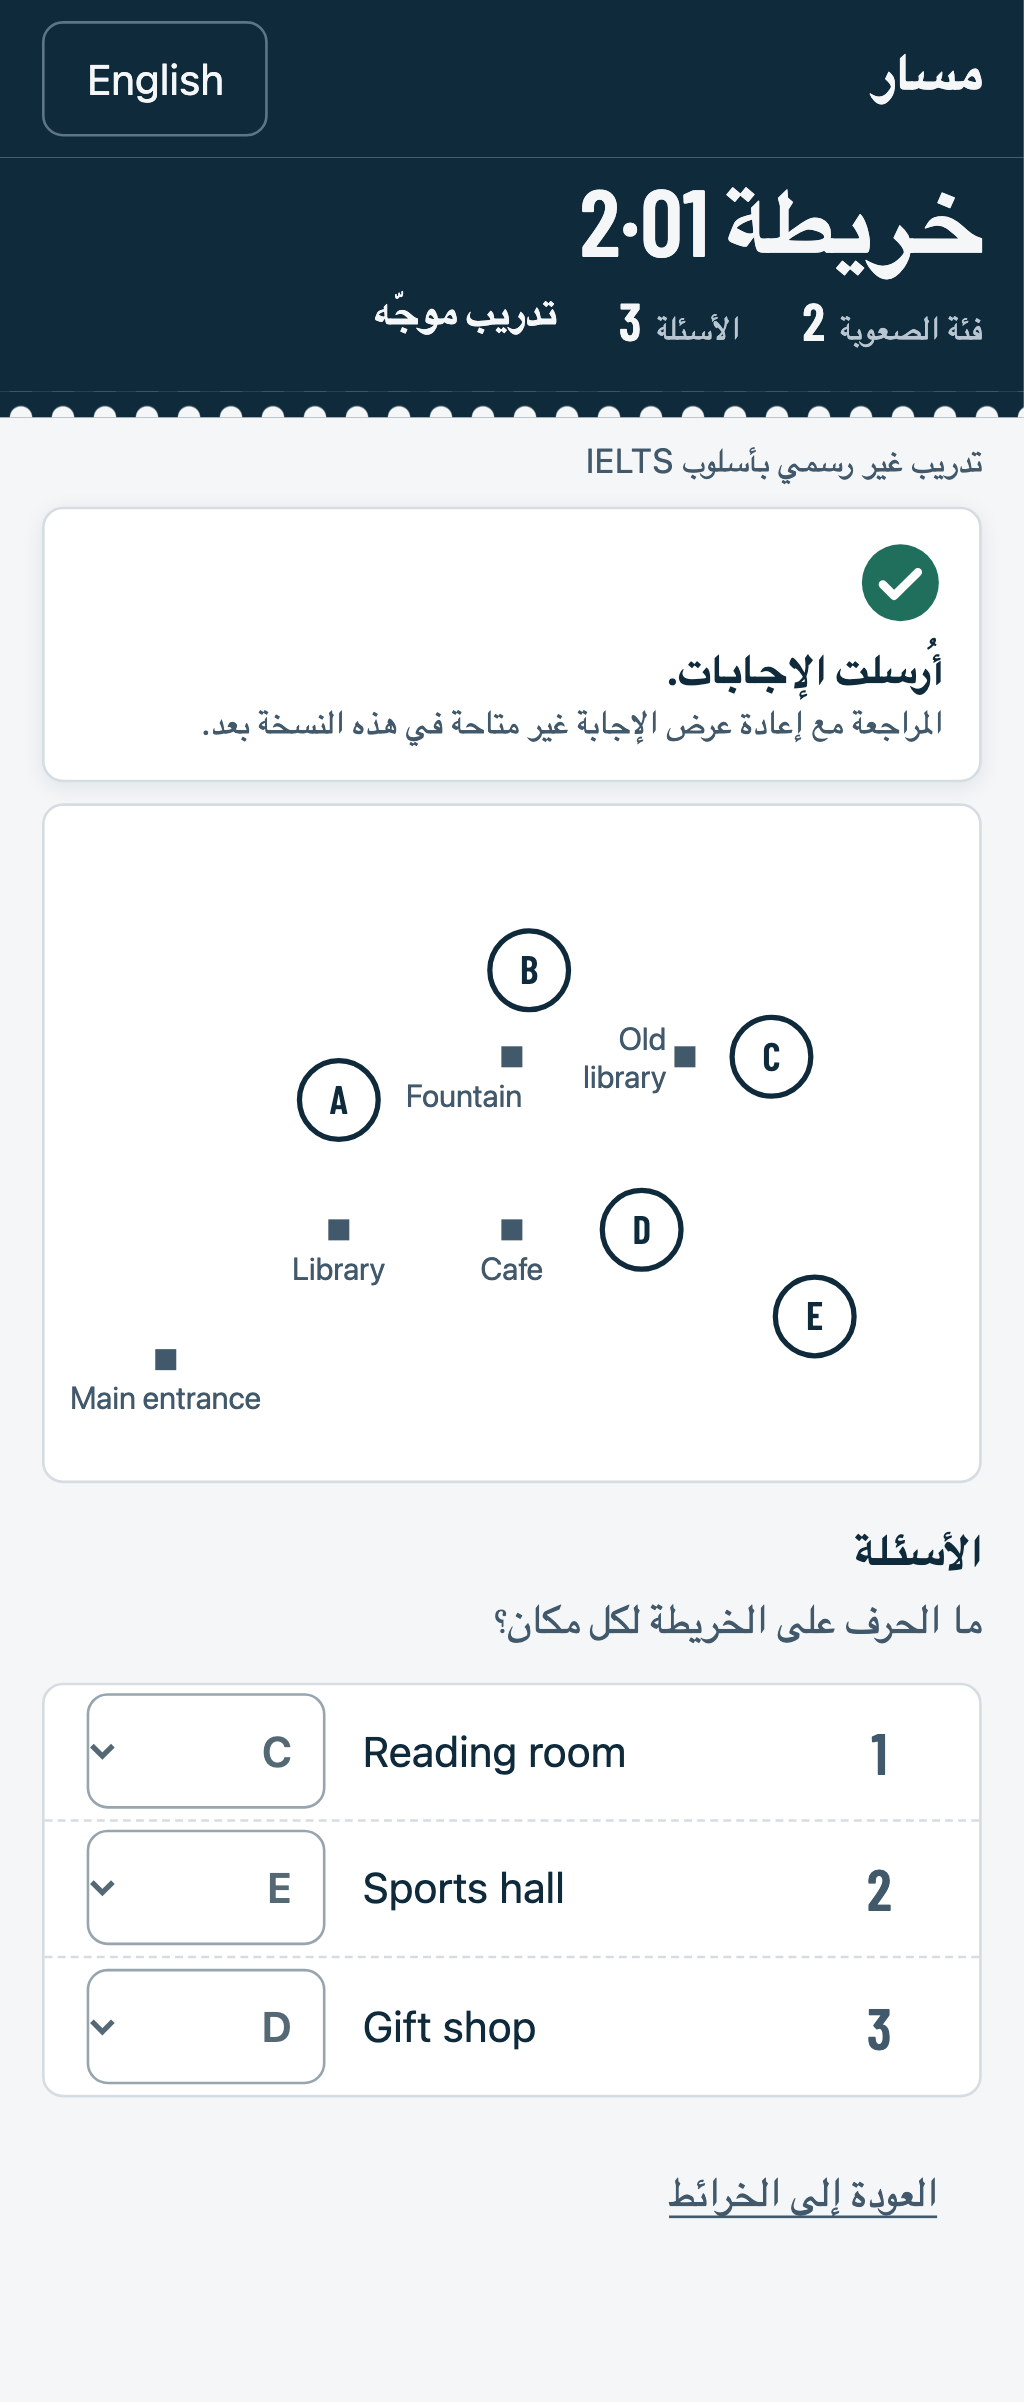 مسار
English
خريطة 2·01
فئة الصعوبة 2 الأسئلة 3 تدريب موجّه
تدريب غير رسمي بأسلوب IELTS
أُرسلت الإجابات.
المراجعة مع إعادة عرض الإجابة غير متاحة في هذه النسخة بعد.
B
Old
library
C
A
Fountain
D
Library
Cafe
E
Main entrance
الأسئلة
ما الحرف على الخريطة لكل مكان؟
1 Reading room C
2 Sports hall E
3 Gift shop D
العودة إلى الخرائط